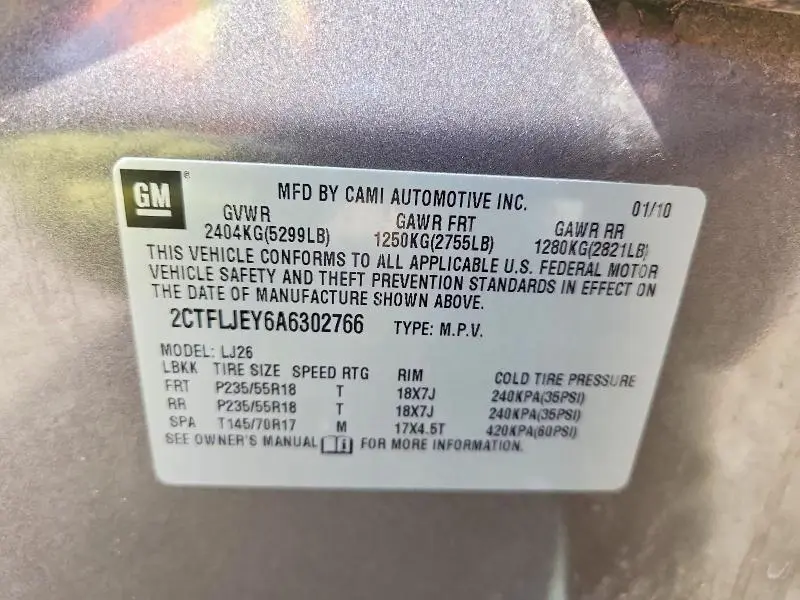 GM ®
MFD BY CAMI AUTOMOTIVE INC. 01/10
GVWR GAWR FRT GAWR RR
2404KG(5299LB) 1250KG(2755LB) 1280KG(2821LB)
THIS VEHICLE CONFORMS TO ALL APPLICABLE U.S. FEDERAL MOTOR
VEHICLE SAFETY AND THEFT PREVENTION STANDARDS IN EFFECT ON
THE DATE OF MANUFACTURE SHOWN ABOVE.
2CTFLJEY6A6302766 TYPE: M.P.V.
MODEL: LJ26
LBKK TIRE SIZE SPEED RTG RIM COLD TIRE PRESSURE
FRT P235/55R18 T 18X7J 240KPA(35PSI)
RR P235/55R18 T 18X7J 240KPA(35PSI)
SPA T145/70R17 M 17X4.5T 420KPA(60PSI)
SEE OWNER'S MANUAL FOR MORE INFORMATION.